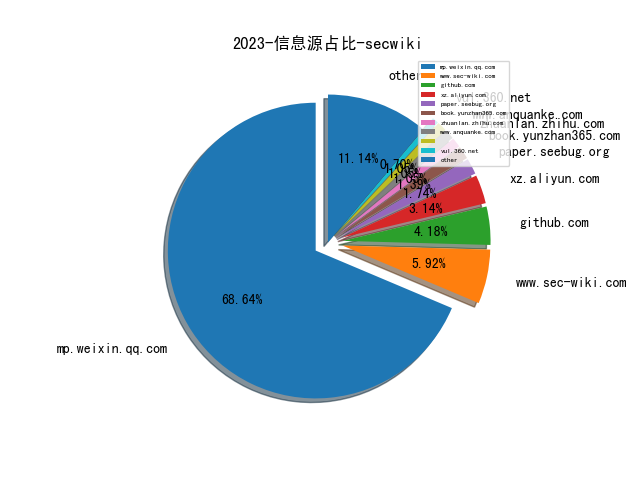 2023-信息源占比-secwiki
other
mp.weixin.qq.com
www.sec-wiki.com
github.com
xz.aliyun.com
paper.seebug.org
book.yunzhan365.com
zhuanlan.zhihu.com
www.anquanke.com
vul.360.net
other
vul.360.net
zhuanlan.zhihu.com
book.yunzhan365.com
paper.seebug.org
xz.aliyun.com
github.com
www.sec-wiki.com
mp.weixin.qq.com
11.14%
0.70%
1.39%
1.74%
3.14%
4.18%
5.92%
68.64%